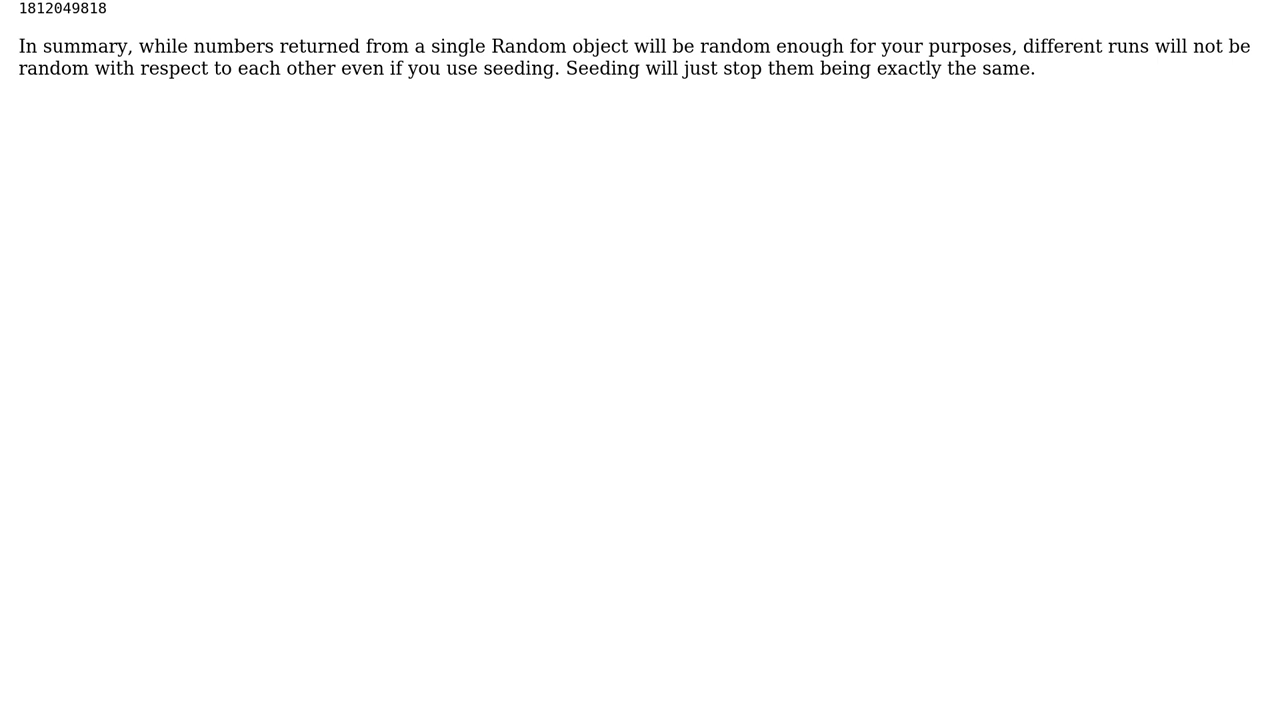 1812049818
In summary, while numbers returned from a single Random object will be random enough for your purposes, different runs will not be
random with respect to each other even if you use seeding. Seeding will just stop them being exactly the same.